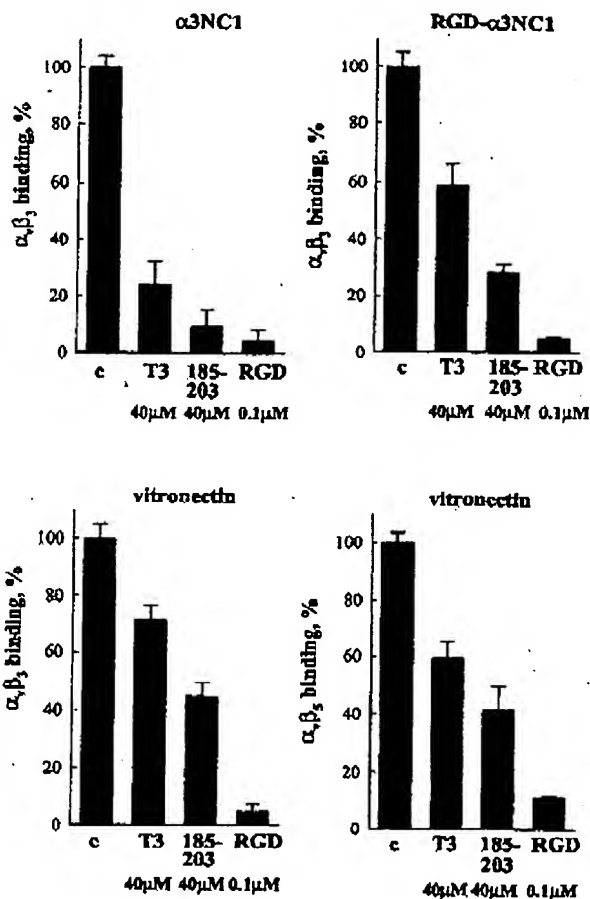 α3NC1
αvβ3 binding, %
100
80
60
40
20
0
c T3 185-203 RGD
40μM 40μM 0.1μM
RGD-α3NC1
αvβ3 binding, %
100
80
60
40
20
0
c T3 185-203 RGD
40μM 40μM 0.1μM
vitronectin
αvβ3 binding, %
100
80
60
40
20
0
c T3 185-203 RGD
40μM 40μM 0.1μM
vitronectin
αvβ5 binding, %
100
80
60
40
20
0
c T3 185-203 RGD
40μM 40μM 0.1μM